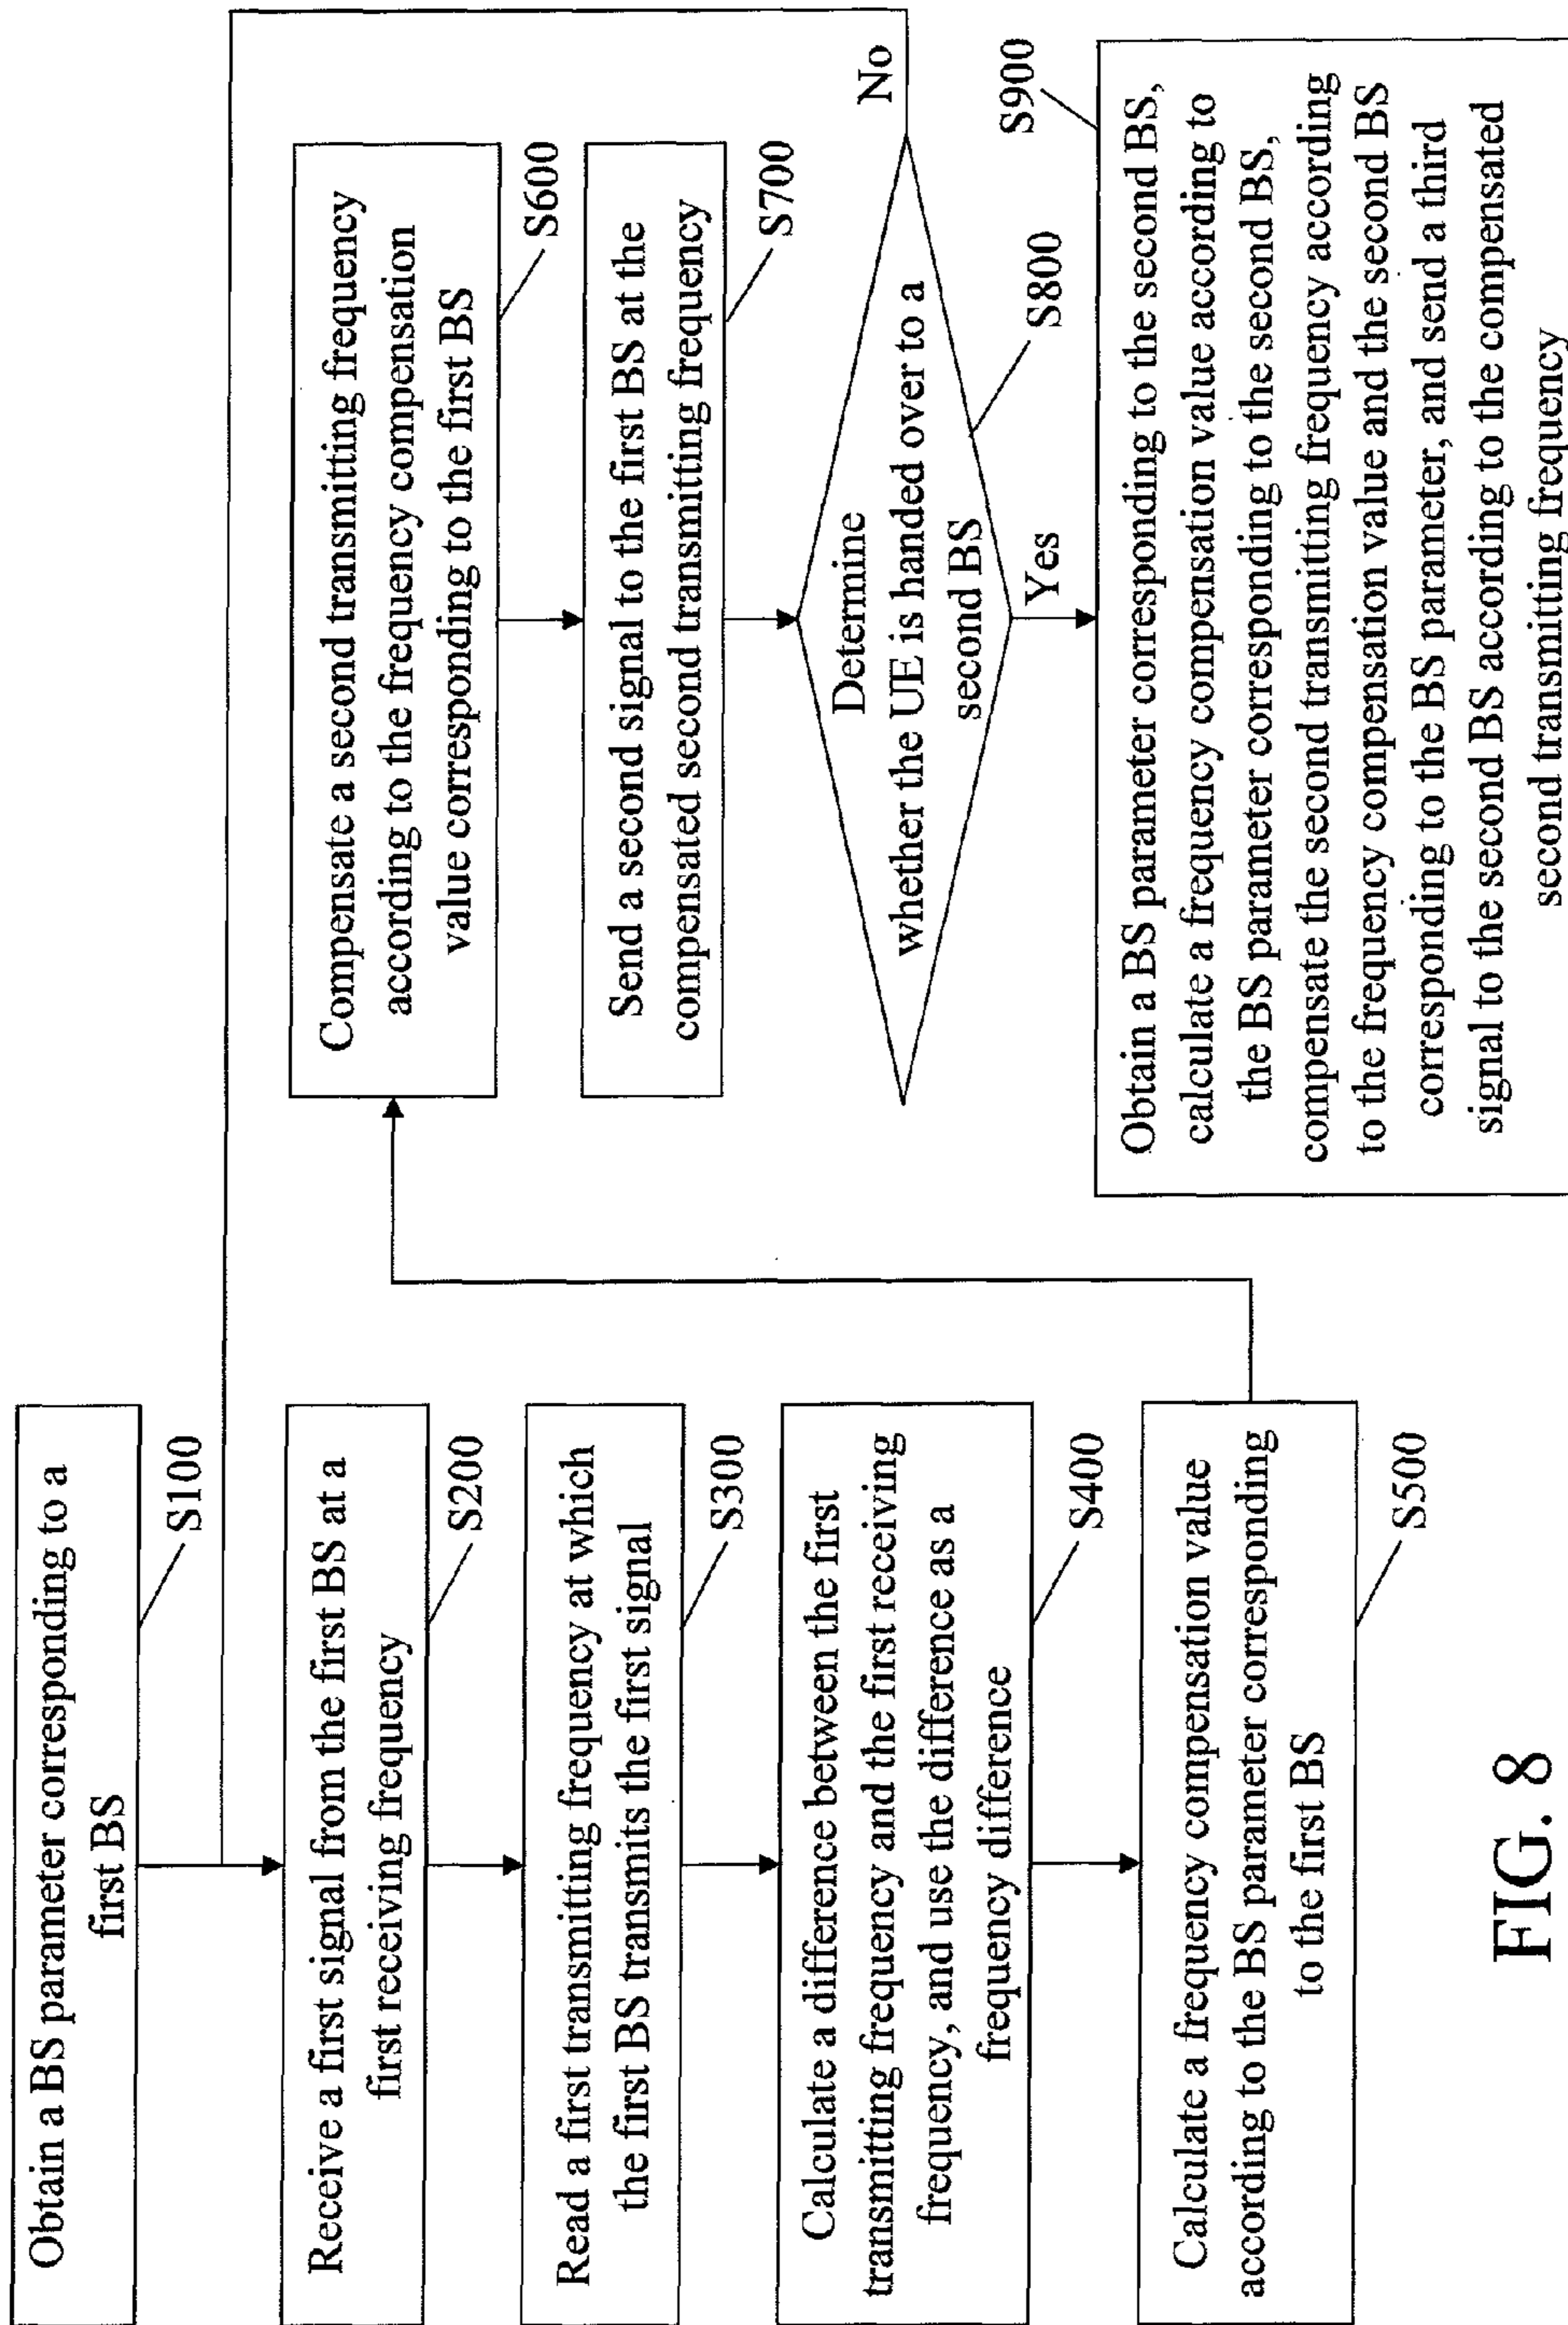 Obtain a BS parameter corresponding to a
first BS
S100
Receive a first signal from the first BS at a
first receiving frequency
S200
Read a first transmitting frequency at which
the first BS transmits the first signal
S300
Calculate a difference between the first
transmitting frequency and the first receiving
frequency, and use the difference as a
frequency difference
S400
Calculate a frequency compensation value
according to the BS parameter corresponding
to the first BS
S500
Compensate a second transmitting frequency
according to the frequency compensation
value corresponding to the first BS
S600
Send a second signal to the first BS at the
compensated second transmitting frequency
S700
Determine
whether the UE is handed over to a
second BS
S800
No
Yes
S900
Obtain a BS parameter corresponding to the second BS,
calculate a frequency compensation value according to
the BS parameter corresponding to the second BS,
compensate the second transmitting frequency according
to the frequency compensation value and the second BS
corresponding to the BS parameter, and send a third
signal to the second BS according to the compensated
second transmitting frequency
FIG. 8